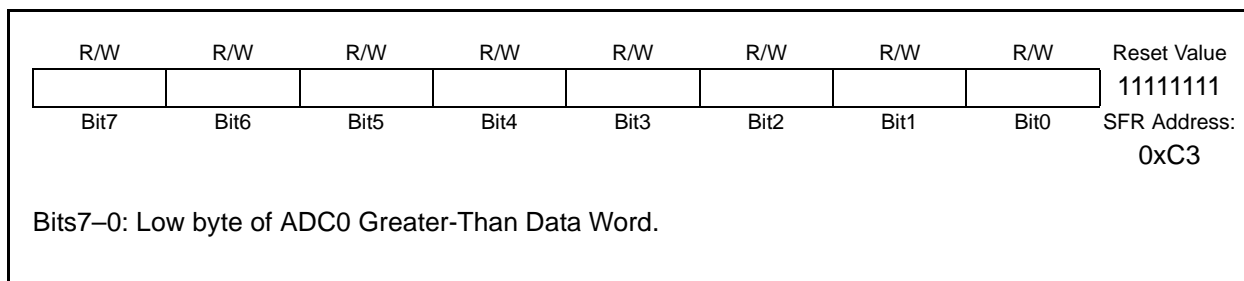 R/W R/W R/W R/W R/W R/W R/W R/W Reset Value
11111111
Bit7 Bit6 Bit5 Bit4 Bit3 Bit2 Bit1 Bit0 SFR Address:
0xC3
Bits7–0: Low byte of ADC0 Greater-Than Data Word.